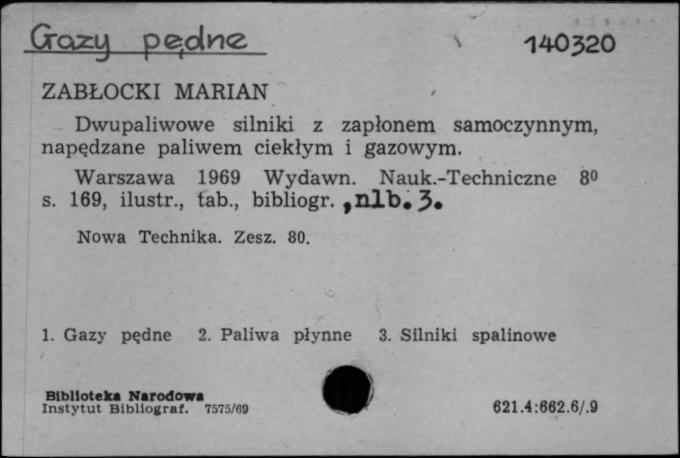 Gazy pędne 140320
ZABŁOCKI MARIAN
Dwupaliwowe silniki z zapłonem samoczynnym,
napędzane paliwem ciekłym i gazowym.
Warszawa 1969 Wydawn. Nauk.-Techniczne 8⁰
s. 169, ilustr., tab., bibliogr. ,nlb. 3.
Nowa Technika. Zesz. 80.
1. Gazy pędne 2. Paliwa płynne 3. Silniki spalinowe
Biblioteka Narodowa
Instytut Bibliograf. 7575/69 621.4:662.6/.9